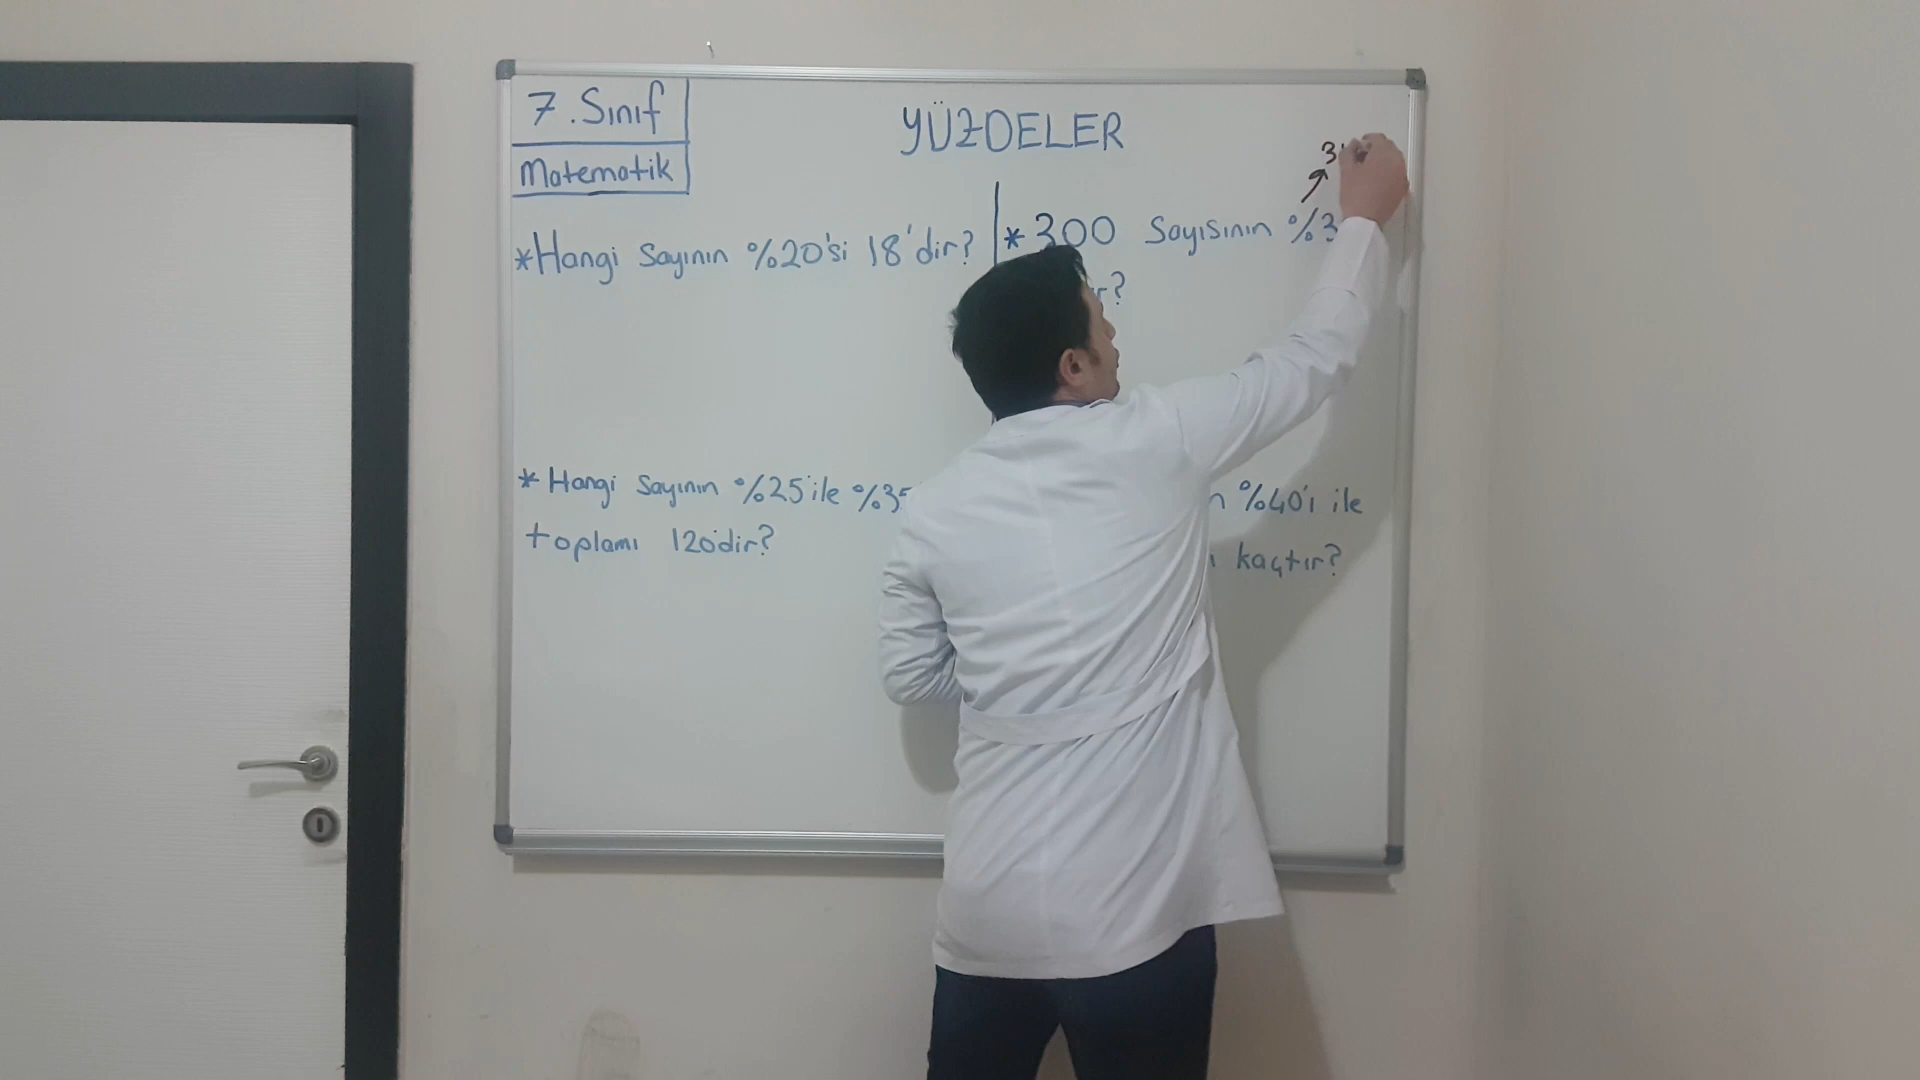 7. Sınıf
Matematik
YÜZDELER
*Hangi sayının %20'si 18'dir?
* 300 sayısının %3
* Hangi sayının %25'ile %35
toplamı 120'dir?
%40'ı ile
kaçtır?